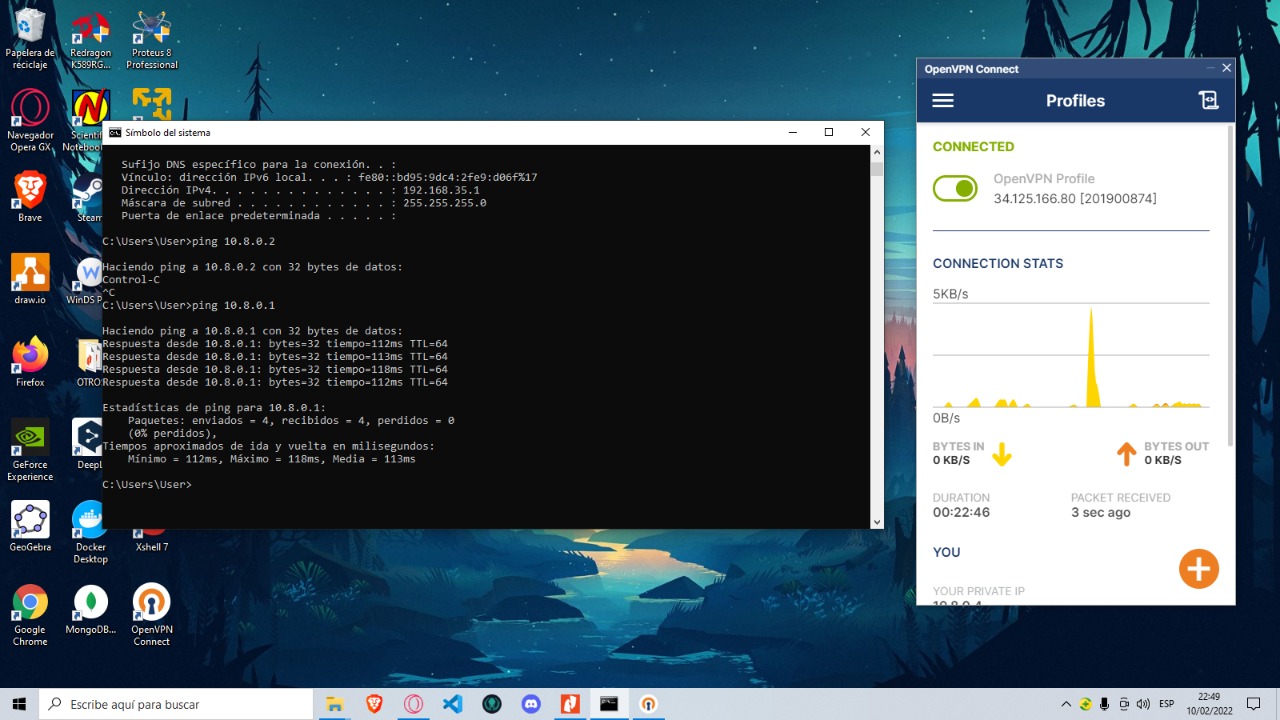 Papelera de
reciclaje
Redragon
K589RG...
Proteus 8
Professional
Navegador
Opera GX
Scientif
Notebool
Brave
Steam
draw.io
WinDS P
Firefox
OTRO
GeForce
Experience
DeepL
GeoGebra
Docker
Desktop
Xshell 7
Google
Chrome
MongoDB...
OpenVPN
Connect
Símbolo del sistema
Sufijo DNS específico para la conexión. . :
Vínculo: dirección IPv6 local. . . : fe80::bd95:9dc4:2fe9:d06f%17
Dirección IPv4. . . . . . . . . . . . . . : 192.168.35.1
Máscara de subred . . . . . . . . . . . . : 255.255.255.0
Puerta de enlace predeterminada . . . . . :
C:\Users\User>ping 10.8.0.2
Haciendo ping a 10.8.0.2 con 32 bytes de datos:
Control-C
^C
C:\Users\User>ping 10.8.0.1
Haciendo ping a 10.8.0.1 con 32 bytes de datos:
Respuesta desde 10.8.0.1: bytes=32 tiempo=112ms TTL=64
Respuesta desde 10.8.0.1: bytes=32 tiempo=113ms TTL=64
Respuesta desde 10.8.0.1: bytes=32 tiempo=118ms TTL=64
Respuesta desde 10.8.0.1: bytes=32 tiempo=112ms TTL=64
Estadísticas de ping para 10.8.0.1:
Paquetes: enviados = 4, recibidos = 4, perdidos = 0
(0% perdidos),
Tiempos aproximados de ida y vuelta en milisegundos:
Mínimo = 112ms, Máximo = 118ms, Media = 113ms
C:\Users\User>
OpenVPN Connect
Profiles
CONNECTED
OpenVPN Profile
34.125.166.80 [201900874]
CONNECTION STATS
5KB/s
0B/s
BYTES IN
0 KB/S
BYTES OUT
0 KB/S
DURATION
00:22:46
PACKET RECEIVED
3 sec ago
YOU
YOUR PRIVATE IP
10.8.0.4
Escribe aquí para buscar
ESP
22:49
10/02/2022